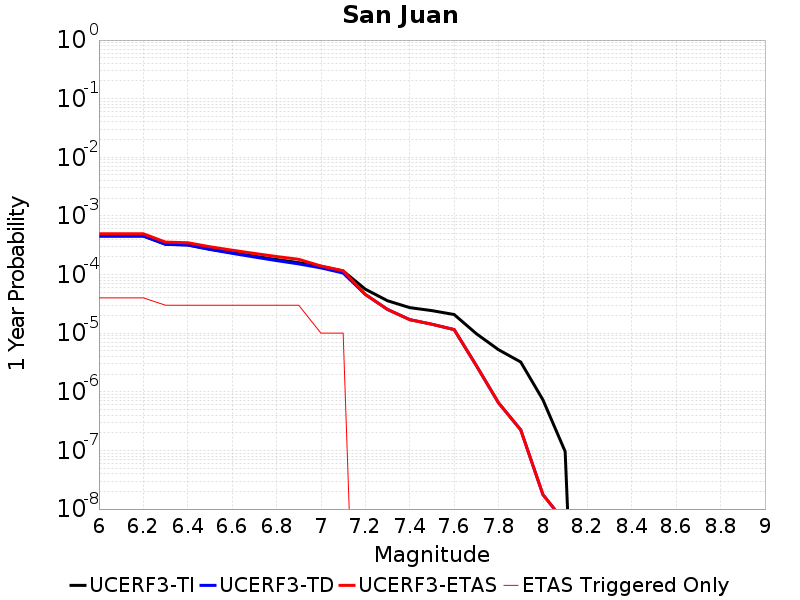 San Juan
10^0
10^-1
10^-2
10^-3
10^-4
10^-5
10^-6
10^-7
10^-8
1 Year Probability
6 6.2 6.4 6.6 6.8 7 7.2 7.4 7.6 7.8 8 8.2 8.4 8.6 8.8 9
Magnitude
UCERF3-TI UCERF3-TD UCERF3-ETAS ETAS Triggered Only